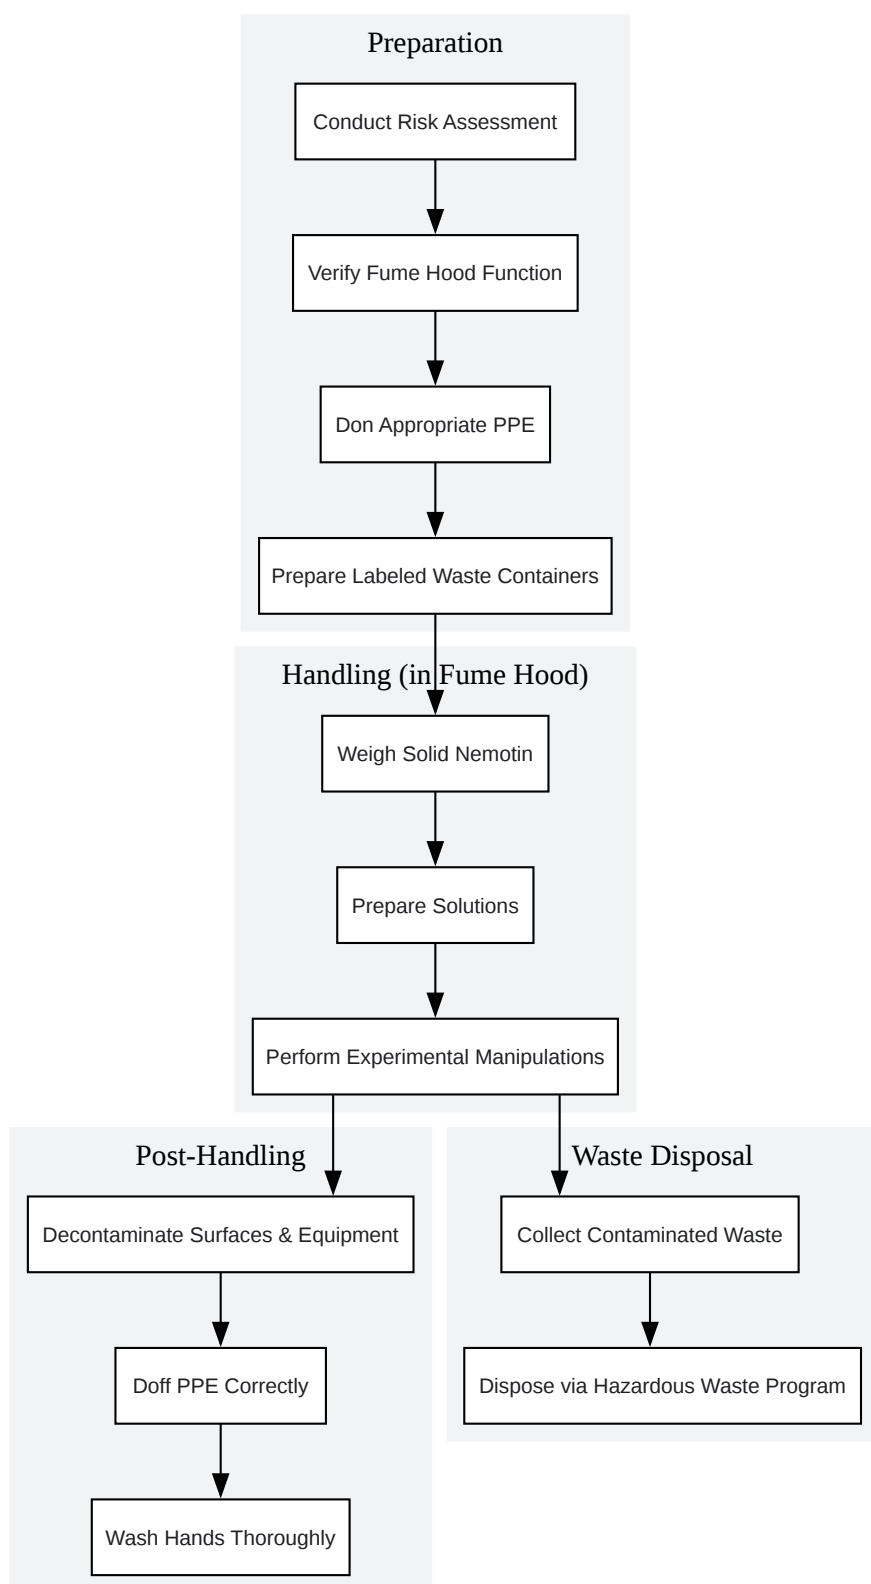 Preparation
Conduct Risk Assessment
Verify Fume Hood Function
Don Appropriate PPE
Prepare Labeled Waste Containers
Handling (in Fume Hood)
Weigh Solid Nemotin
Prepare Solutions
Perform Experimental Manipulations
Post-Handling
Decontaminate Surfaces & Equipment
Doff PPE Correctly
Wash Hands Thoroughly
Waste Disposal
Collect Contaminated Waste
Dispose via Hazardous Waste Program